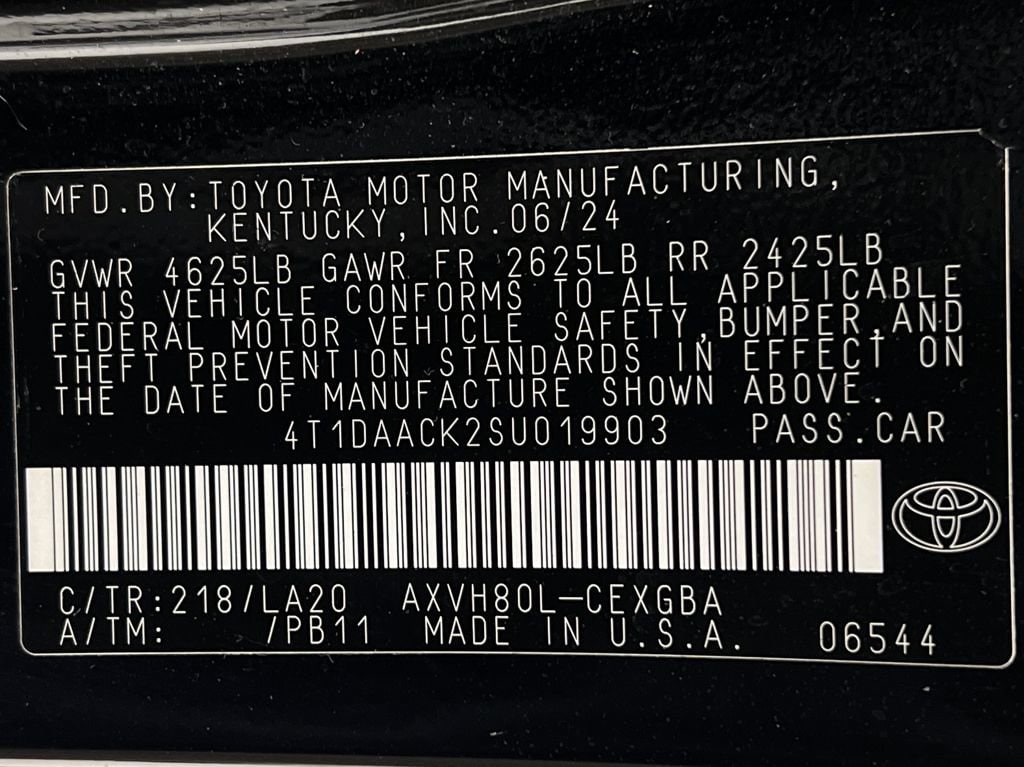 MFD.BY:TOYOTA MOTOR MANUFACTURING,
KENTUCKY,INC.06/24
GVWR 4625LB GAWR FR 2625LB RR 2425LB
THIS VEHICLE CONFORMS TO ALL APPLICABLE
FEDERAL MOTOR VEHICLE SAFETY,BUMPER,AND
THEFT PREVENTION STANDARDS IN EFFECT ON
THE DATE OF MANUFACTURE SHOWN ABOVE.
4T1DAACK2SU019903 PASS.CAR
C/TR:218/LA20 AXVH80L-CEXGBA
A/TM: /PB11 MADE IN U.S.A. 06544